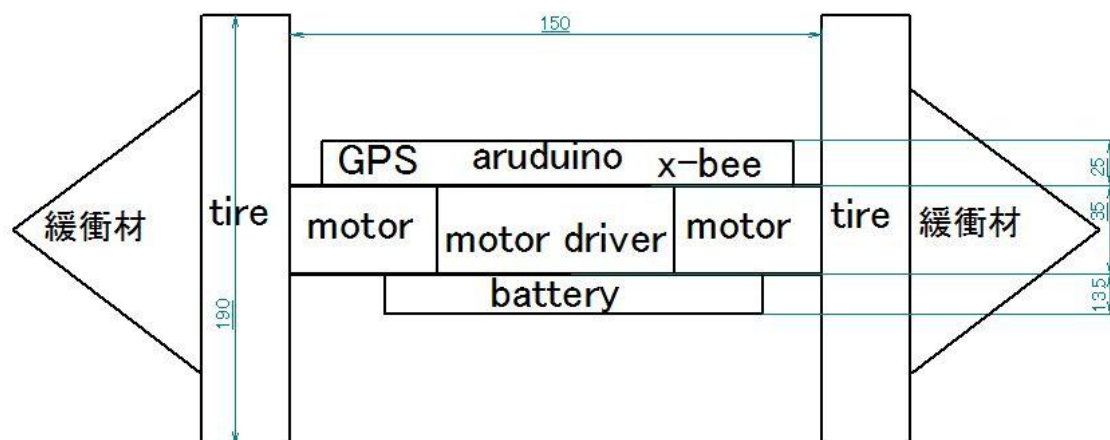 150
GPS aruduino x-bee
25
tire motor motor driver motor tire
35
緩衝材 緩衝材
battery
135
190